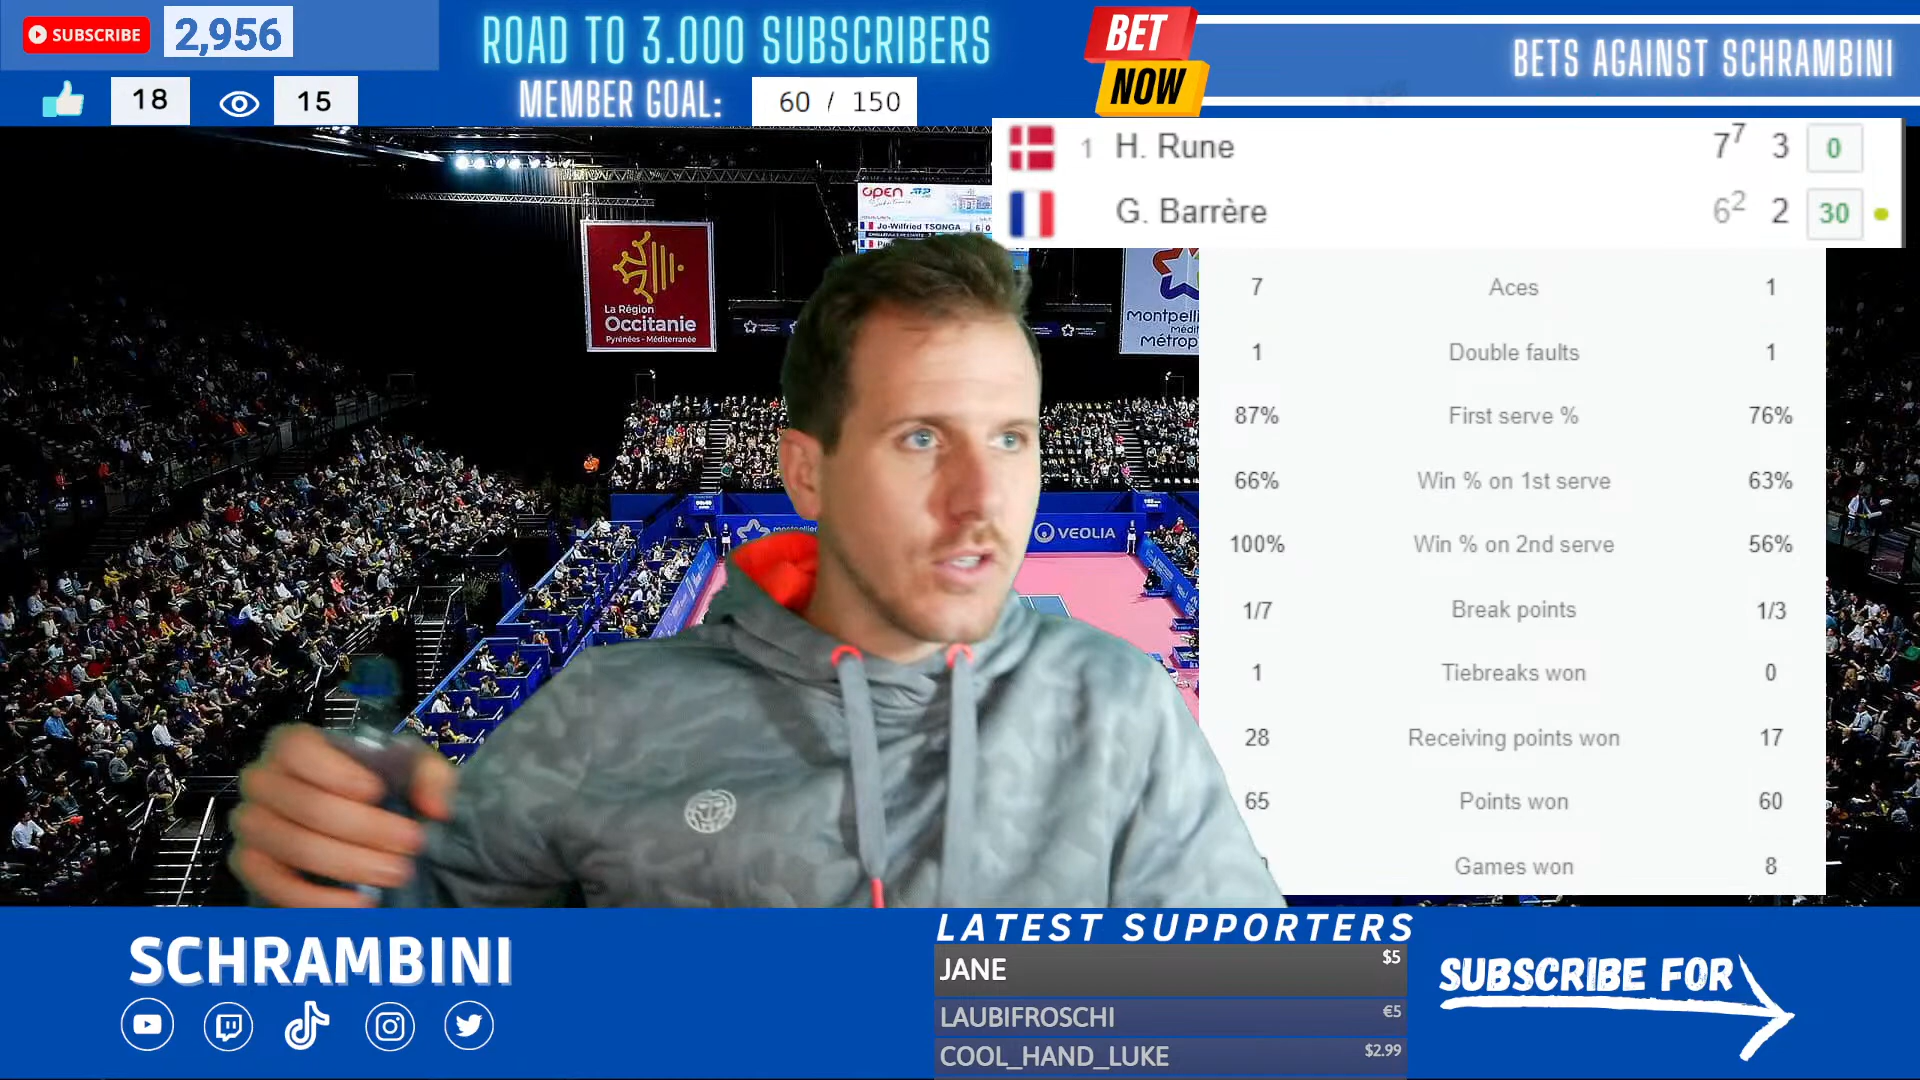 SUBSCRIBE
2,956
ROAD TO 3.000 SUBSCRIBERS
BET
NOW
BETS AGAINST SCHRAMBINI
18
15
MEMBER GOAL:
60 / 150
1 H. Rune 7⁷ 3 0
G. Barrère 6² 2 30
OPEN
Jo-Wilfried TSONGA 6 0
La Région
Occitanie
Pyrénées - Méditerranée
VEOLIA
7 Aces 1
1 Double faults 1
87% First serve % 76%
66% Win % on 1st serve 63%
100% Win % on 2nd serve 56%
1/7 Break points 1/3
1 Tiebreaks won 0
28 Receiving points won 17
65 Points won 60
Games won 8
SCHRAMBINI
LATEST SUPPORTERS
JANE $5
LAUBIFROSCHI €5
COOL_HAND_LUKE $2.99
SUBSCRIBE FOR